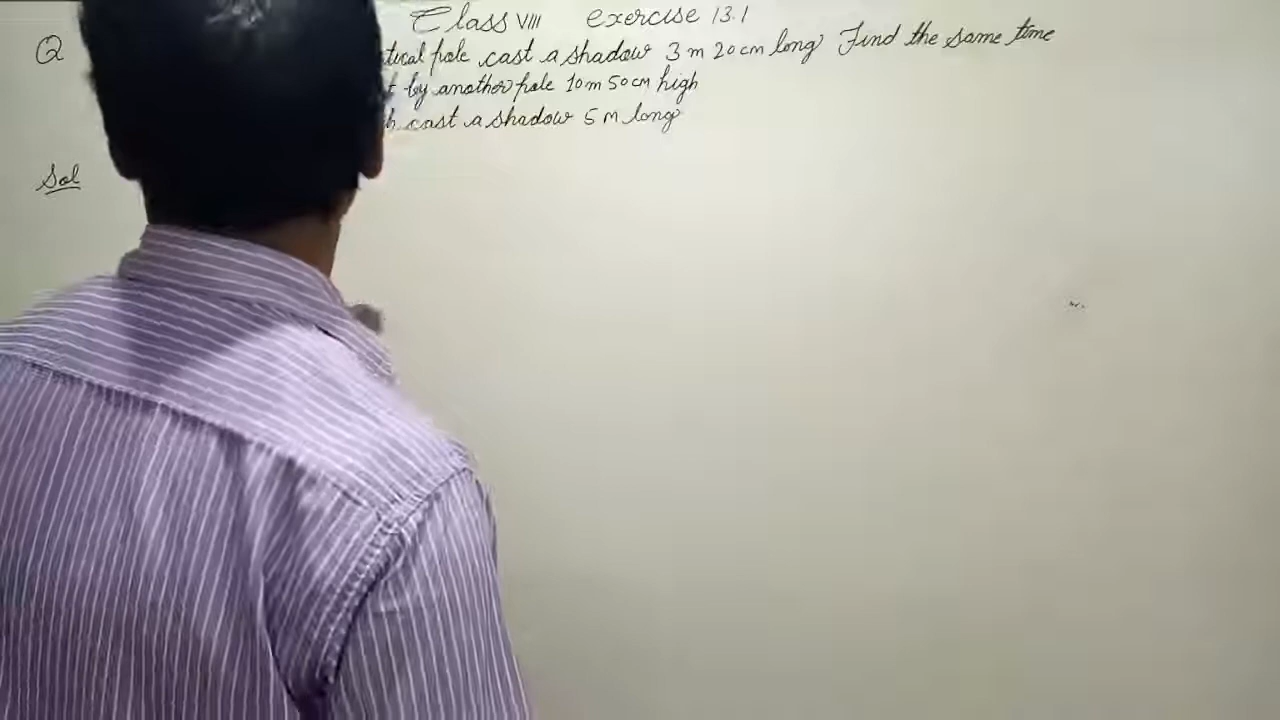 Class VIII exercise 13.1
Q pole cast a shadow 3 m 20 cm long Find the same time
by another pole 10 m 50 cm high
cast a shadow 5 m long
Sol